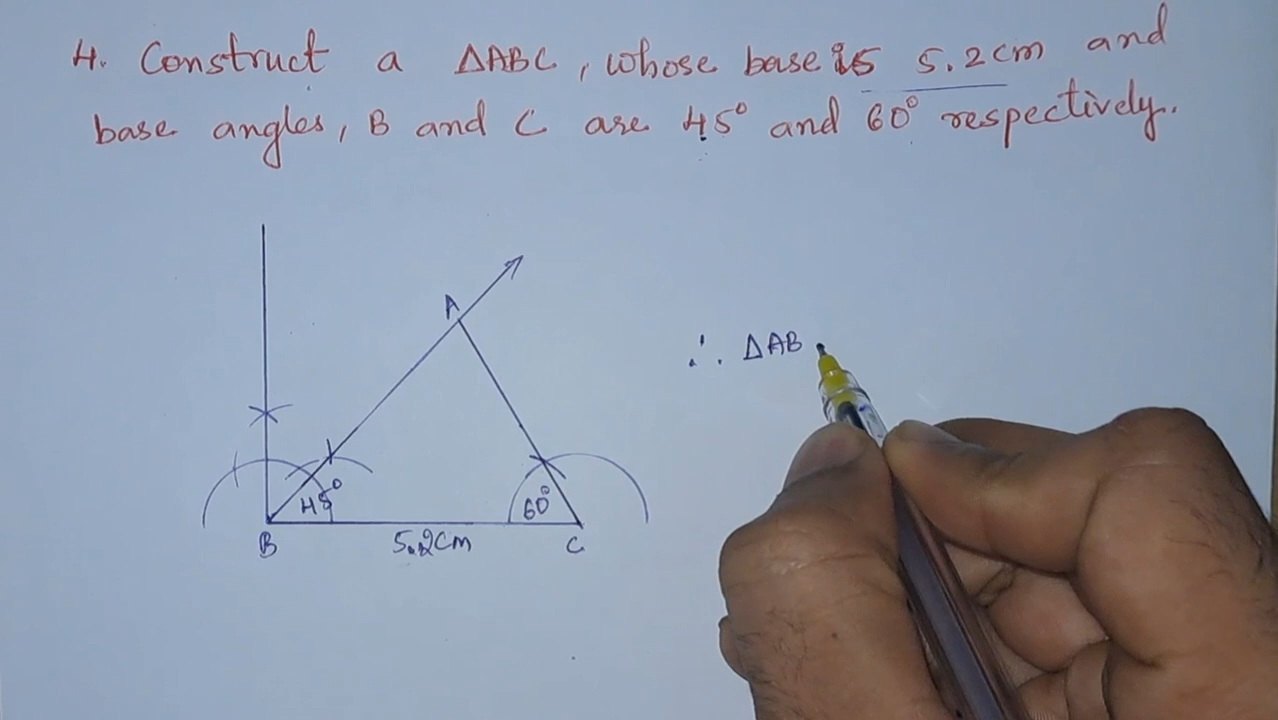 4. Construct a ΔABC, whose base is 5.2cm and
base angles, B and C are 45° and 60° respectively.
A
∴ ΔAB
45° 60°
B 5.2cm C